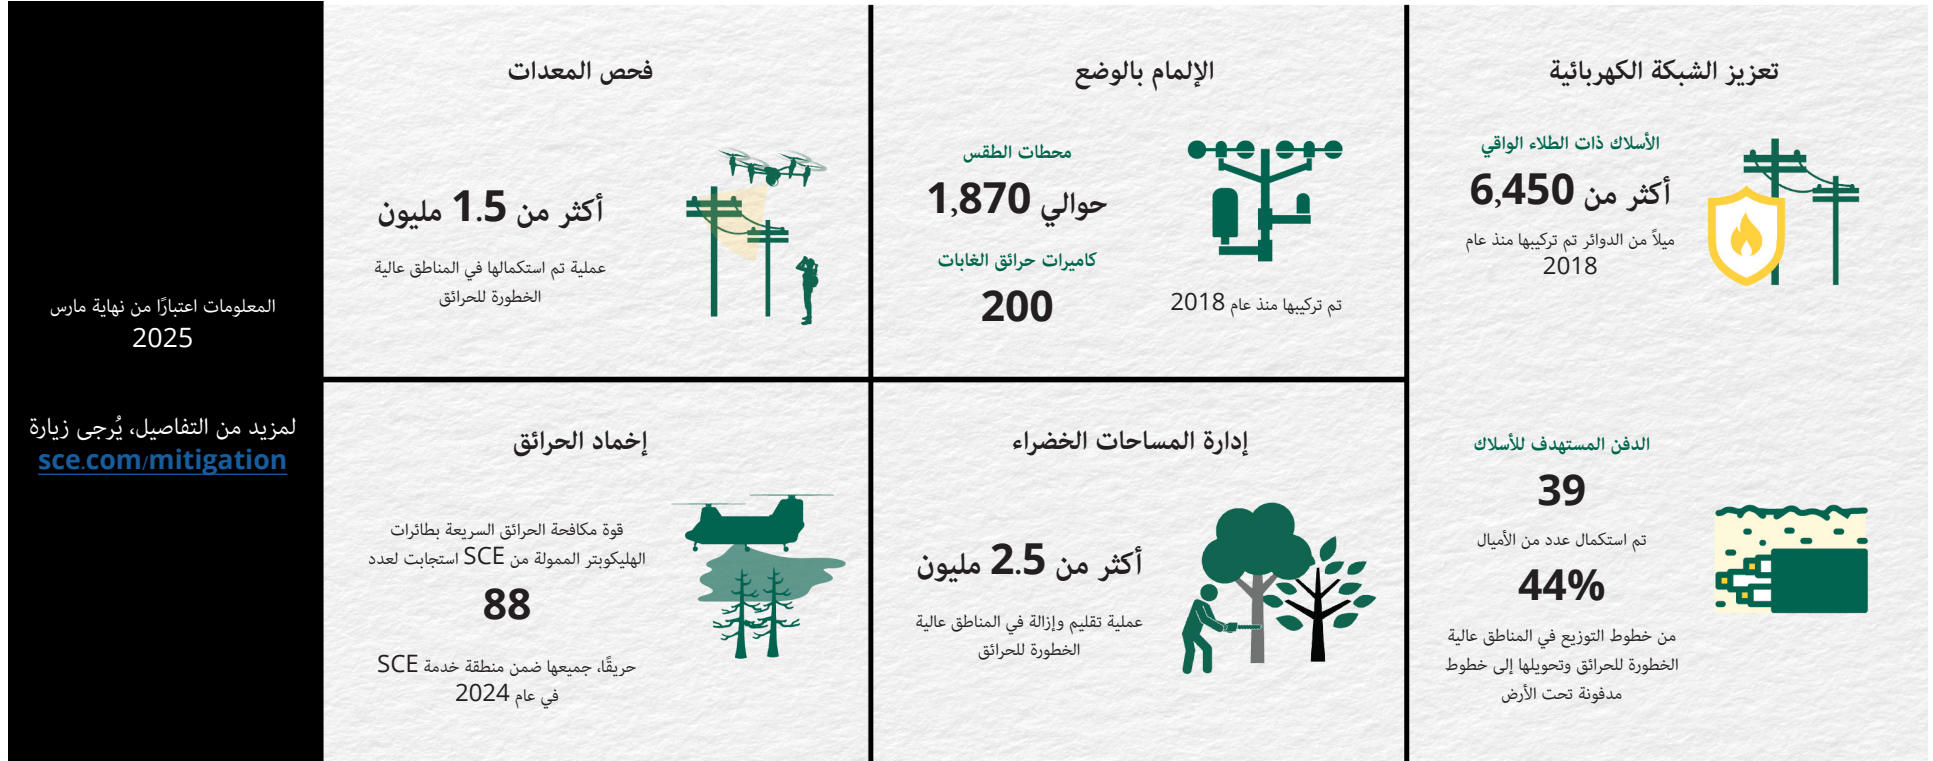 تعزيز الشبكة الكهربائية
الأسلاك ذات الطلاء الواقي
أكثر من 6,450
ميلاً من الدوائر تم تركيبها منذ عام
2018
الدفن المستهدف للأسلاك
39
تم استكمال عدد من الأميال
44%
من خطوط التوزيع في المناطق عالية
الخطورة للحرائق وتحويلها إلى خطوط
مدفونة تحت الأرض
الإلمام بالوضع
محطات الطقس
حوالي 1,870
كاميرات حرائق الغابات
200
تم تركيبها منذ عام 2018
فحص المعدات
أكثر من 1.5 مليون
عملية تم استكمالها في المناطق عالية
الخطورة للحرائق
إدارة المساحات الخضراء
أكثر من 2.5 مليون
عملية تقليم وإزالة في المناطق عالية
الخطورة للحرائق
إخماد الحرائق
قوة مكافحة الحرائق السريعة بطائرات
الهليكوبتر الممولة من SCE استجابت لعدد
88
حريقًا، جميعها ضمن منطقة خدمة SCE
في عام 2024
المعلومات اعتبارًا من نهاية مارس
2025
لمزيد من التفاصيل، يُرجى زيارة
sce.com/mitigation